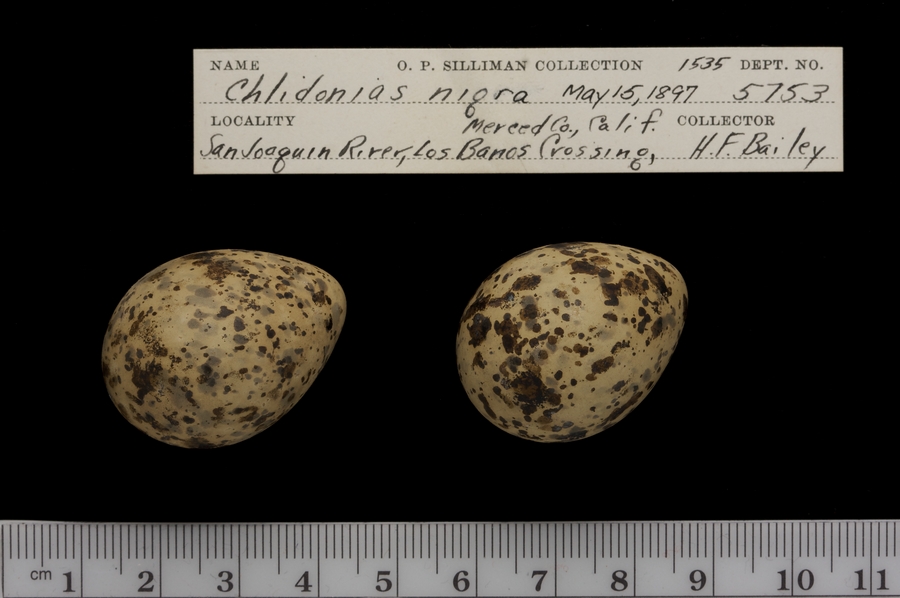 NAME O. P. SILLIMAN COLLECTION 1535 DEPT. NO.
Chlidonias nigra May 15, 1897 5753
LOCALITY Merced Co., Calif. COLLECTOR
San Joaquin River, Los Banos Crossing, H. F. Bailey
cm 1 2 3 4 5 6 7 8 9 10 11